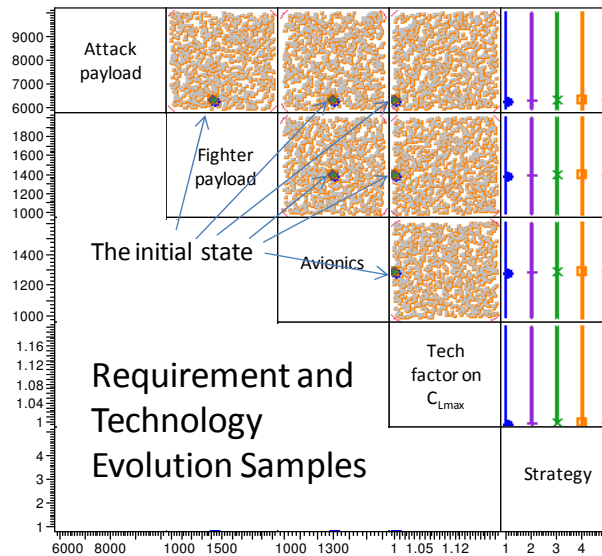 10000
9000
8000
7000
6000
Attack
payload
1800
1600
1400
1200
1000
Fighter
payload
The initial state
1400
1200
1000
Avionics
1.16
1.12
1.08
1.04
1
Tech
factor on
CLmax
Requirement and
Technology
Evolution Samples
4
3
2
1
Strategy
6000 8000 1000 1500 1000 1300 1 1.05 1.12 1 2 3 4